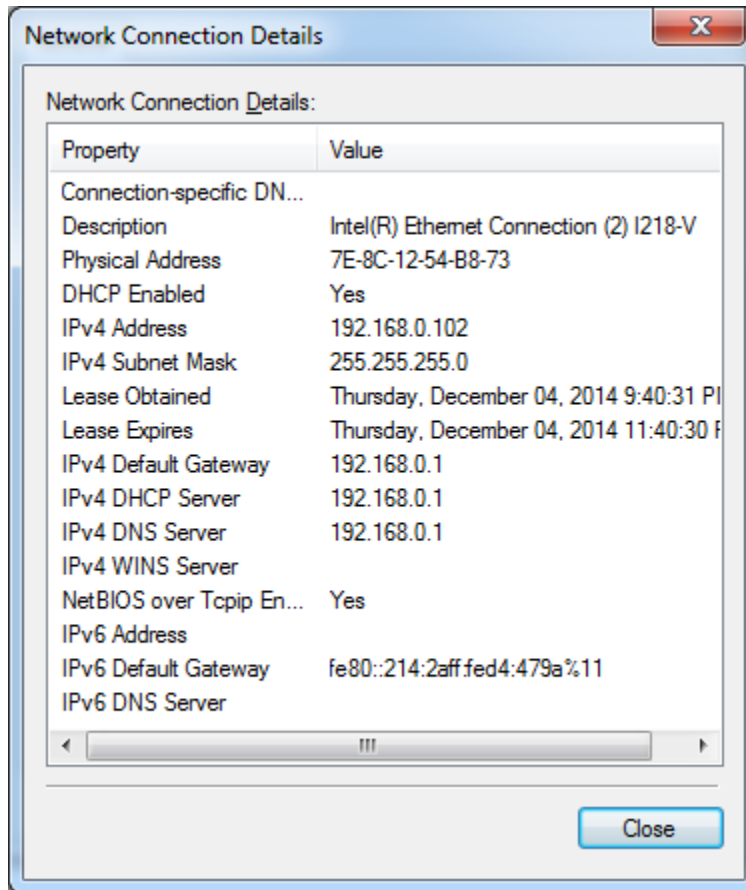 Network Connection Details
Network Connection Details:
Property Value
Connection-specific DN...
Description Intel(R) Ethernet Connection (2) I218-V
Physical Address 7E-8C-12-54-B8-73
DHCP Enabled Yes
IPv4 Address 192.168.0.102
IPv4 Subnet Mask 255.255.255.0
Lease Obtained Thursday, December 04, 2014 9:40:31
Lease Expires Thursday, December 04, 2014 11:40:30
IPv4 Default Gateway 192.168.0.1
IPv4 DHCP Server 192.168.0.1
IPv4 DNS Server 192.168.0.1
IPv4 WINS Server
NetBIOS over Tcpip En... Yes
IPv6 Address
IPv6 Default Gateway fe80::214:2aff:fed4:479a%11
IPv6 DNS Server
Close